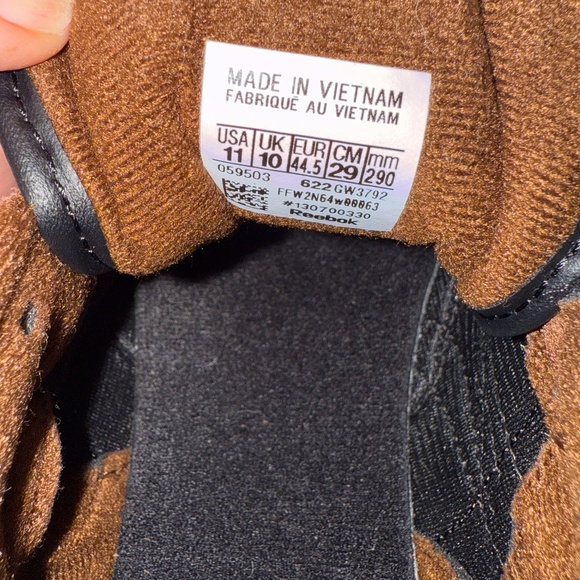 MADE IN VIETNAM
FABRIQUÉ AU VIETNAM
USA UK EUR CM mm
11 10 44.5 29 290
059503 622 GW3792
FFW2N64W00063
#130700330
Reebok